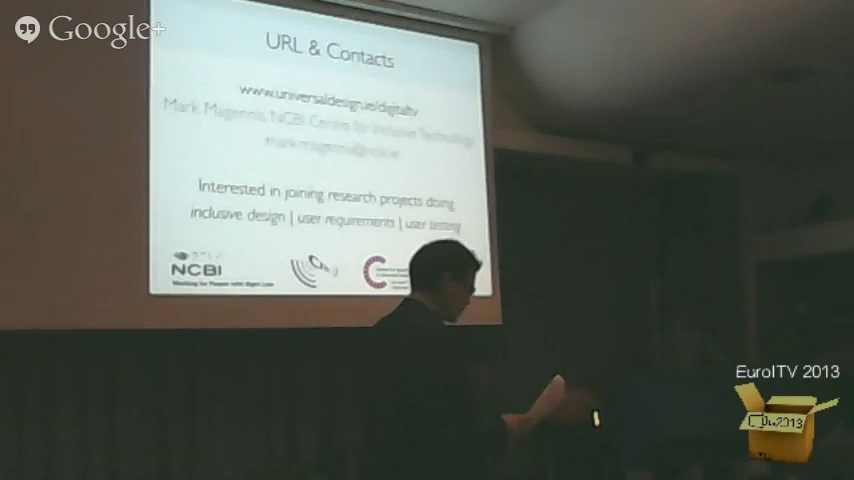 Google+
URL & Contacts
www.universaldesign.ie/digitaltv
Mark Magennis, NCBI Centre for Inclusive Technology
mark.magennis@ncbi.ie
Interested in joining research projects doing
inclusive design | user requirements | user testing
NCBI
Working for People with Sight Loss
EuroITV 2013
2013